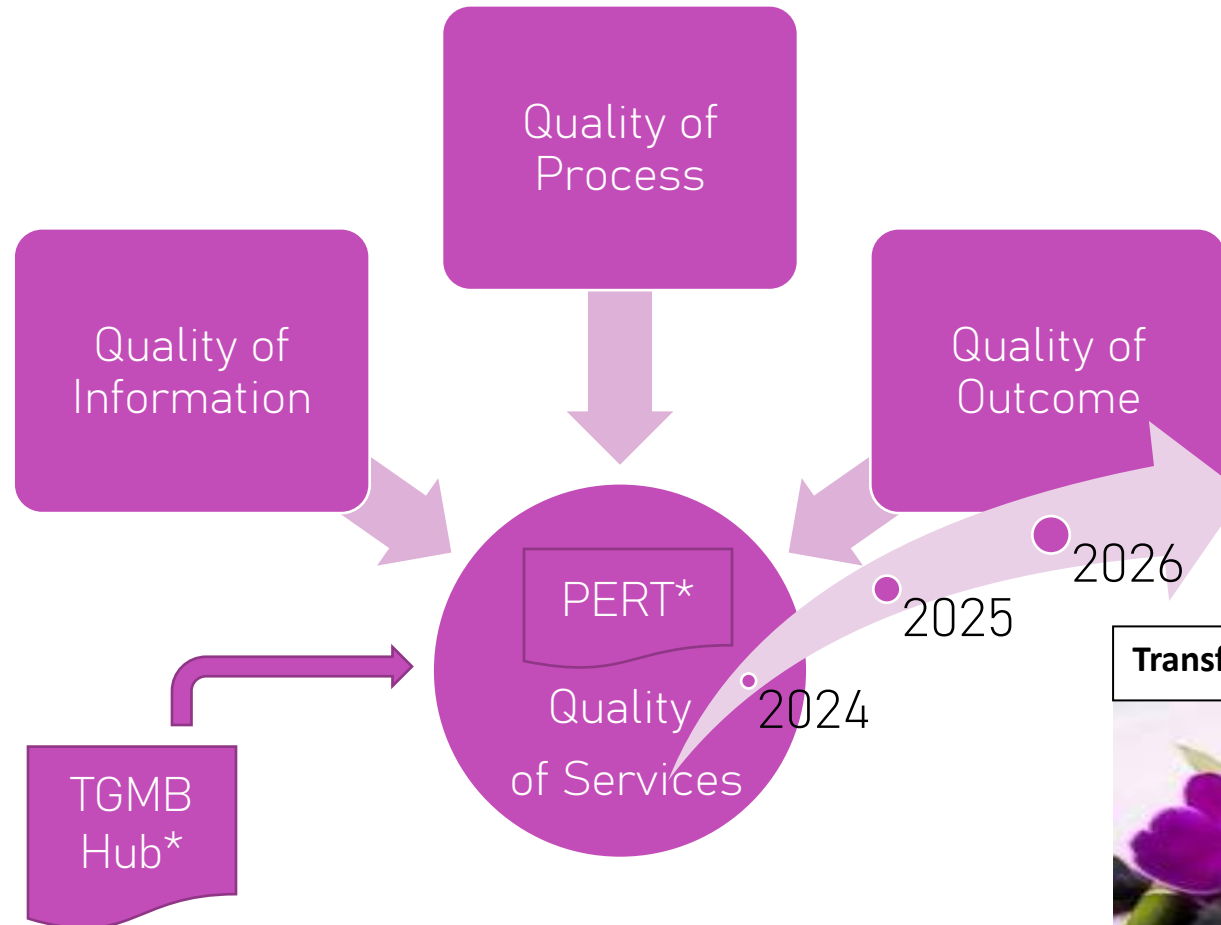 Quality of
Process
Quality of
Information
Quality of
Outcome
PERT*
Quality
of Services
2024
2025
2026
TGMB
Hub*